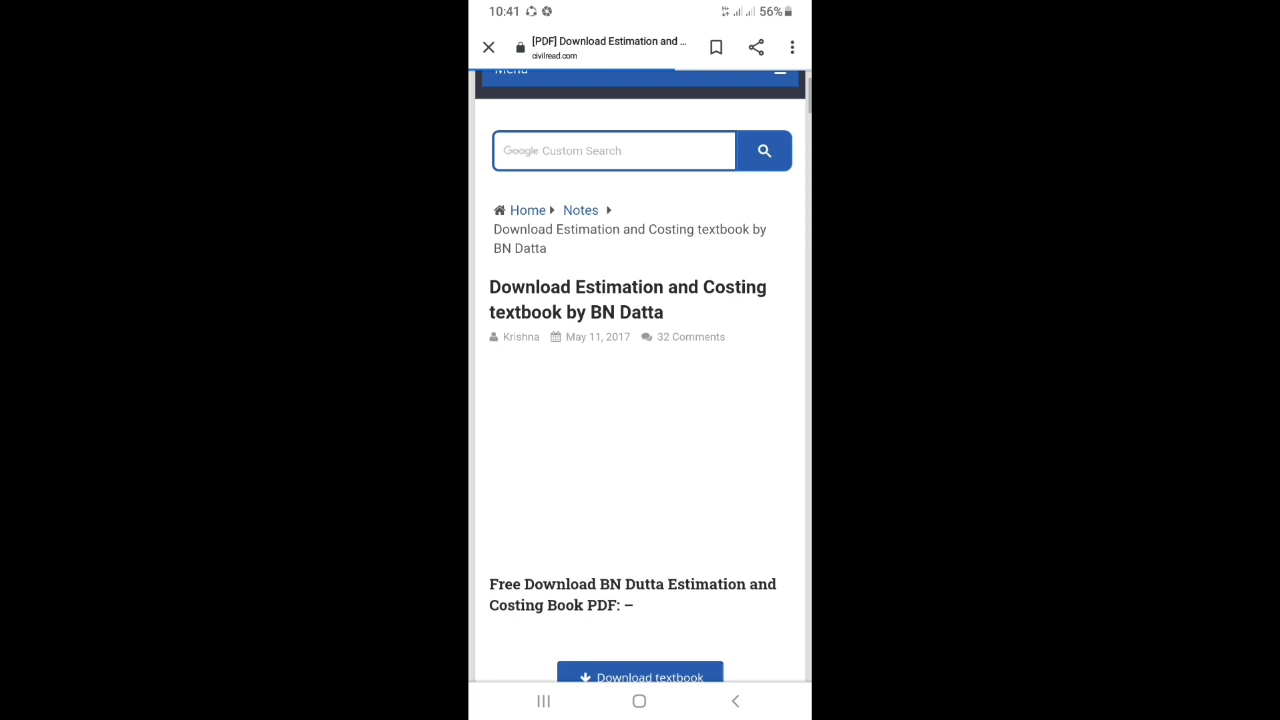 10:41 56%
[PDF] Download Estimation and ...
civilread.com
Menu
Google Custom Search
Home Notes
Download Estimation and Costing textbook by
BN Datta
Download Estimation and Costing
textbook by BN Datta
Krishna May 11, 2017 32 Comments
Free Download BN Dutta Estimation and
Costing Book PDF: –
Download textbook